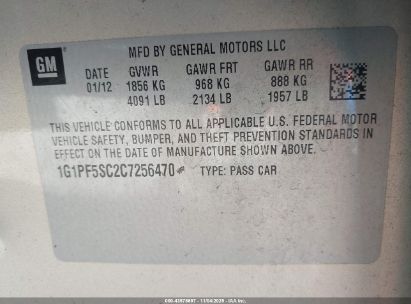 GM
MFD BY GENERAL MOTORS LLC
DATE GVWR GAWR FRT GAWR RR
01/12 1856 KG 968 KG 888 KG
4091 LB 2134 LB 1957 LB
THIS VEHICLE CONFORMS TO ALL APPLICABLE U.S. FEDERAL MOTOR
VEHICLE SAFETY, BUMPER, AND THEFT PREVENTION STANDARDS IN
EFFECT ON THE DATE OF MANUFACTURE SHOWN ABOVE.
1G1PF5SC2C7256470 TYPE: PASS CAR